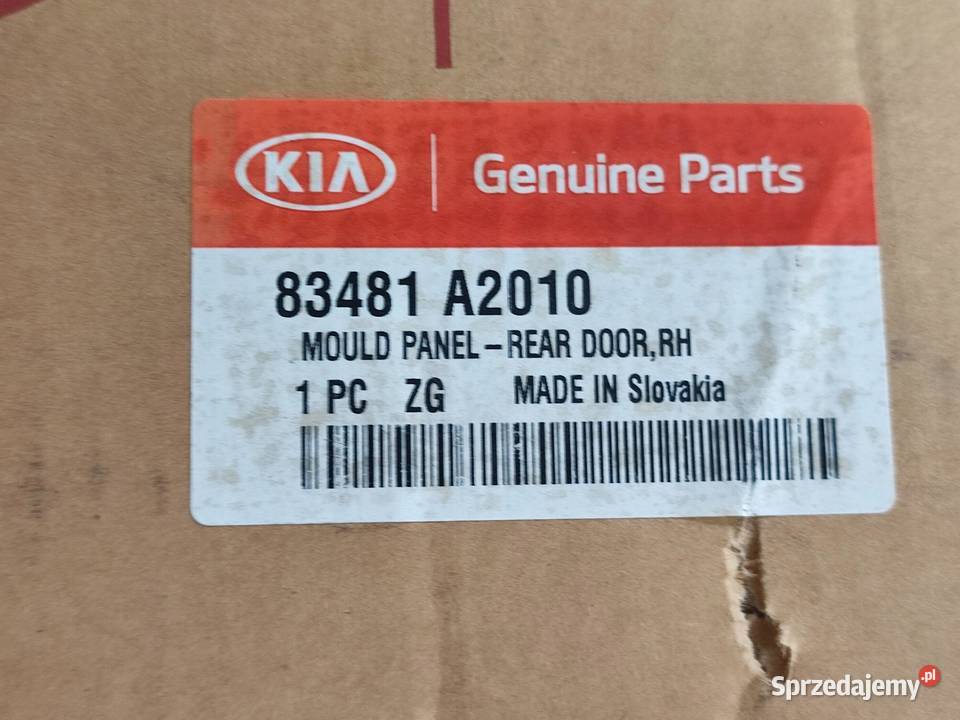 KIA Genuine Parts
83481 A2010
MOULD PANEL-REAR DOOR,RH
1 PC ZG MADE IN Slovakia
Sprzedajemy.pl